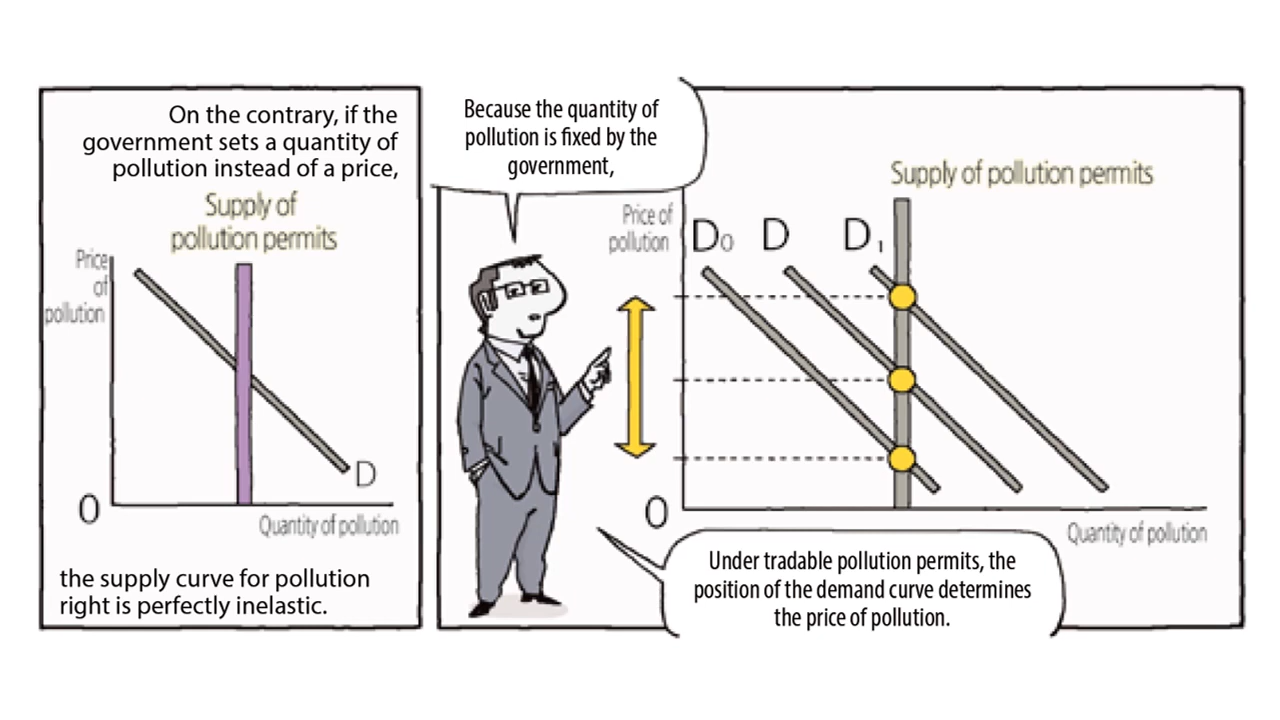 On the contrary, if the
government sets a quantity of
pollution instead of a price,
Supply of
pollution permits
Price
of
pollution
D
0
Quantity of pollution
the supply curve for pollution
right is perfectly inelastic.
Because the quantity of
pollution is fixed by the
government,
Supply of pollution permits
Price of
pollution
D0 D D1
0
Quantity of pollution
Under tradable pollution permits, the
position of the demand curve determines
the price of pollution.